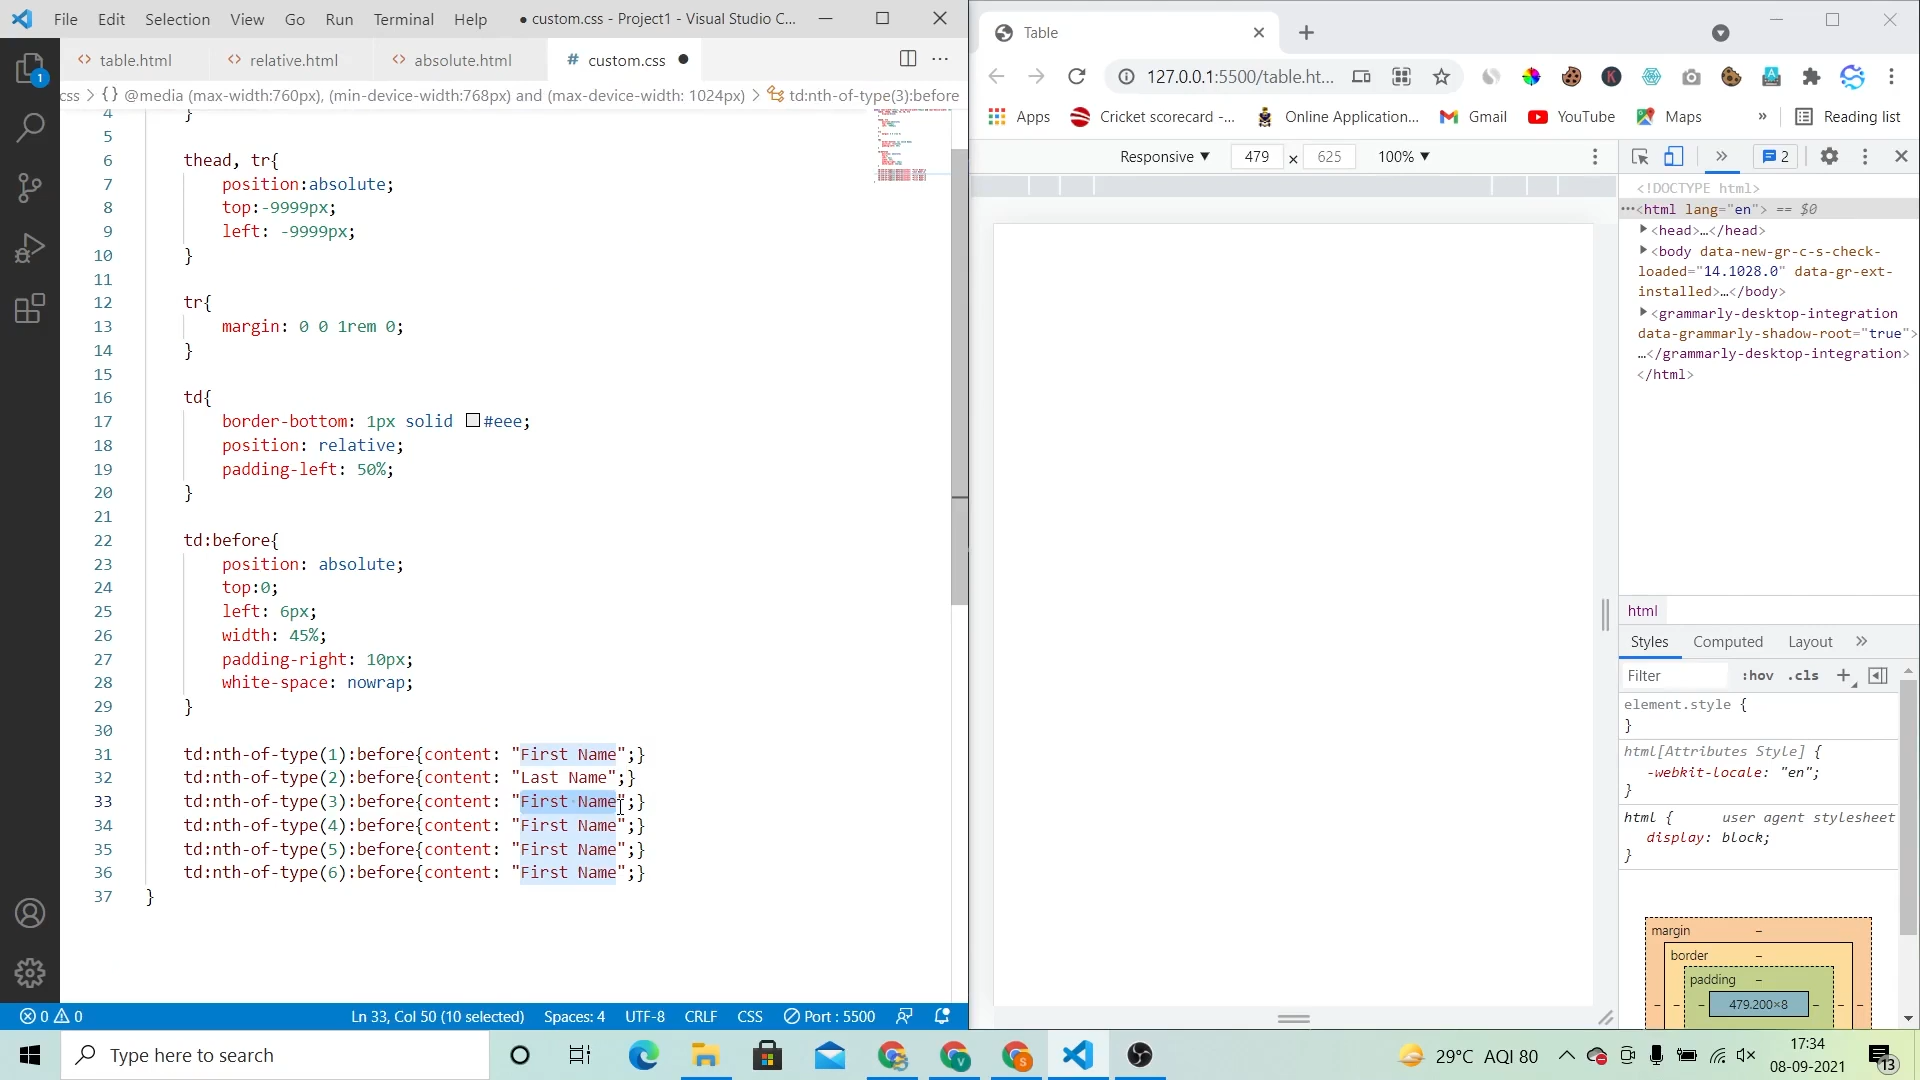 File Edit Selection View Go Run Terminal Help ● custom.css - Project1 - Visual Studio C...
table.html relative.html absolute.html # custom.css ●
css > {} @media (max-width:760px), (min-device-width:768px) and (max-device-width: 1024px) > td:nth-of-type(3):before
4 }
5
6 thead, tr{
7 position:absolute;
8 top:-9999px;
9 left: -9999px;
10 }
11
12 tr{
13 margin: 0 0 1rem 0;
14 }
15
16 td{
17 border-bottom: 1px solid #eee;
18 position: relative;
19 padding-left: 50%;
20 }
21
22 td:before{
23 position: absolute;
24 top:0;
25 left: 6px;
26 width: 45%;
27 padding-right: 10px;
28 white-space: nowrap;
29 }
30
31 td:nth-of-type(1):before{content: "First Name";}
32 td:nth-of-type(2):before{content: "Last Name";}
33 td:nth-of-type(3):before{content: "First Name";}
34 td:nth-of-type(4):before{content: "First Name";}
35 td:nth-of-type(5):before{content: "First Name";}
36 td:nth-of-type(6):before{content: "First Name";}
37 }
1
0 0 Ln 33, Col 50 (10 selected) Spaces: 4 UTF-8 CRLF CSS Port : 5500
Table
127.0.0.1:5500/table.ht...
Apps Cricket scorecard -... Online Application... Gmail YouTube Maps » Reading list
Responsive ▼ 479 × 625 100% ▼
» 2
<!DOCTYPE html>
···<html lang="en"> == $0
<head>…</head>
<body data-new-gr-c-s-check-
loaded="14.1028.0" data-gr-ext-
installed>…</body>
<grammarly-desktop-integration
data-grammarly-shadow-root="true">
…</grammarly-desktop-integration>
</html>
html
Styles Computed Layout »
Filter :hov .cls +
element.style {
}
html[Attributes Style] {
-webkit-locale: "en";
}
html { user agent stylesheet
display: block;
}
margin –
border –
padding –
– – – 479.200×8 – – –
Type here to search
29°C AQI 80
17:34
08-09-2021
13